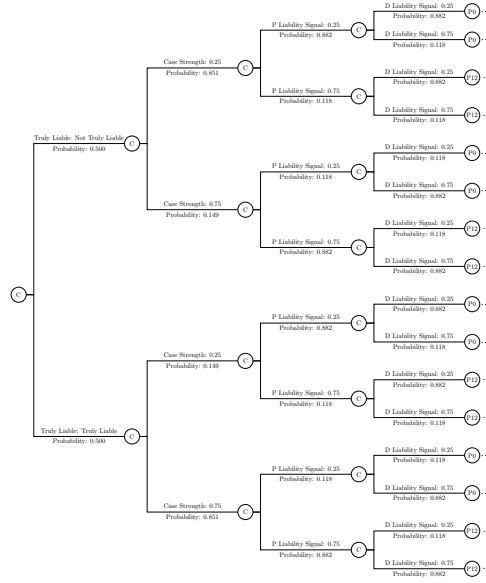 D Liability Signal: 0.25
Probability: 0.882
P0
P Liability Signal: 0.25
Probability: 0.882
C
D Liability Signal: 0.75
Probability: 0.118
P0
Case Strength: 0.25
Probability: 0.851
C
D Liability Signal: 0.25
Probability: 0.882
P12
P Liability Signal: 0.75
Probability: 0.118
C
D Liability Signal: 0.75
Probability: 0.118
P12
Truly Liable: Not Truly Liable
Probability: 0.500
C
D Liability Signal: 0.25
Probability: 0.118
P0
P Liability Signal: 0.25
Probability: 0.118
C
D Liability Signal: 0.75
Probability: 0.882
P0
Case Strength: 0.75
Probability: 0.149
C
D Liability Signal: 0.25
Probability: 0.118
P12
P Liability Signal: 0.75
Probability: 0.882
C
D Liability Signal: 0.75
Probability: 0.882
P12
C
D Liability Signal: 0.25
Probability: 0.882
P0
P Liability Signal: 0.25
Probability: 0.882
C
D Liability Signal: 0.75
Probability: 0.118
P0
Case Strength: 0.25
Probability: 0.149
C
D Liability Signal: 0.25
Probability: 0.882
P12
P Liability Signal: 0.75
Probability: 0.118
C
D Liability Signal: 0.75
Probability: 0.118
P12
Truly Liable: Truly Liable
Probability: 0.500
C
D Liability Signal: 0.25
Probability: 0.118
P0
P Liability Signal: 0.25
Probability: 0.118
C
D Liability Signal: 0.75
Probability: 0.882
P0
Case Strength: 0.75
Probability: 0.851
C
D Liability Signal: 0.25
Probability: 0.118
P12
P Liability Signal: 0.75
Probability: 0.882
C
D Liability Signal: 0.75
Probability: 0.882
P12